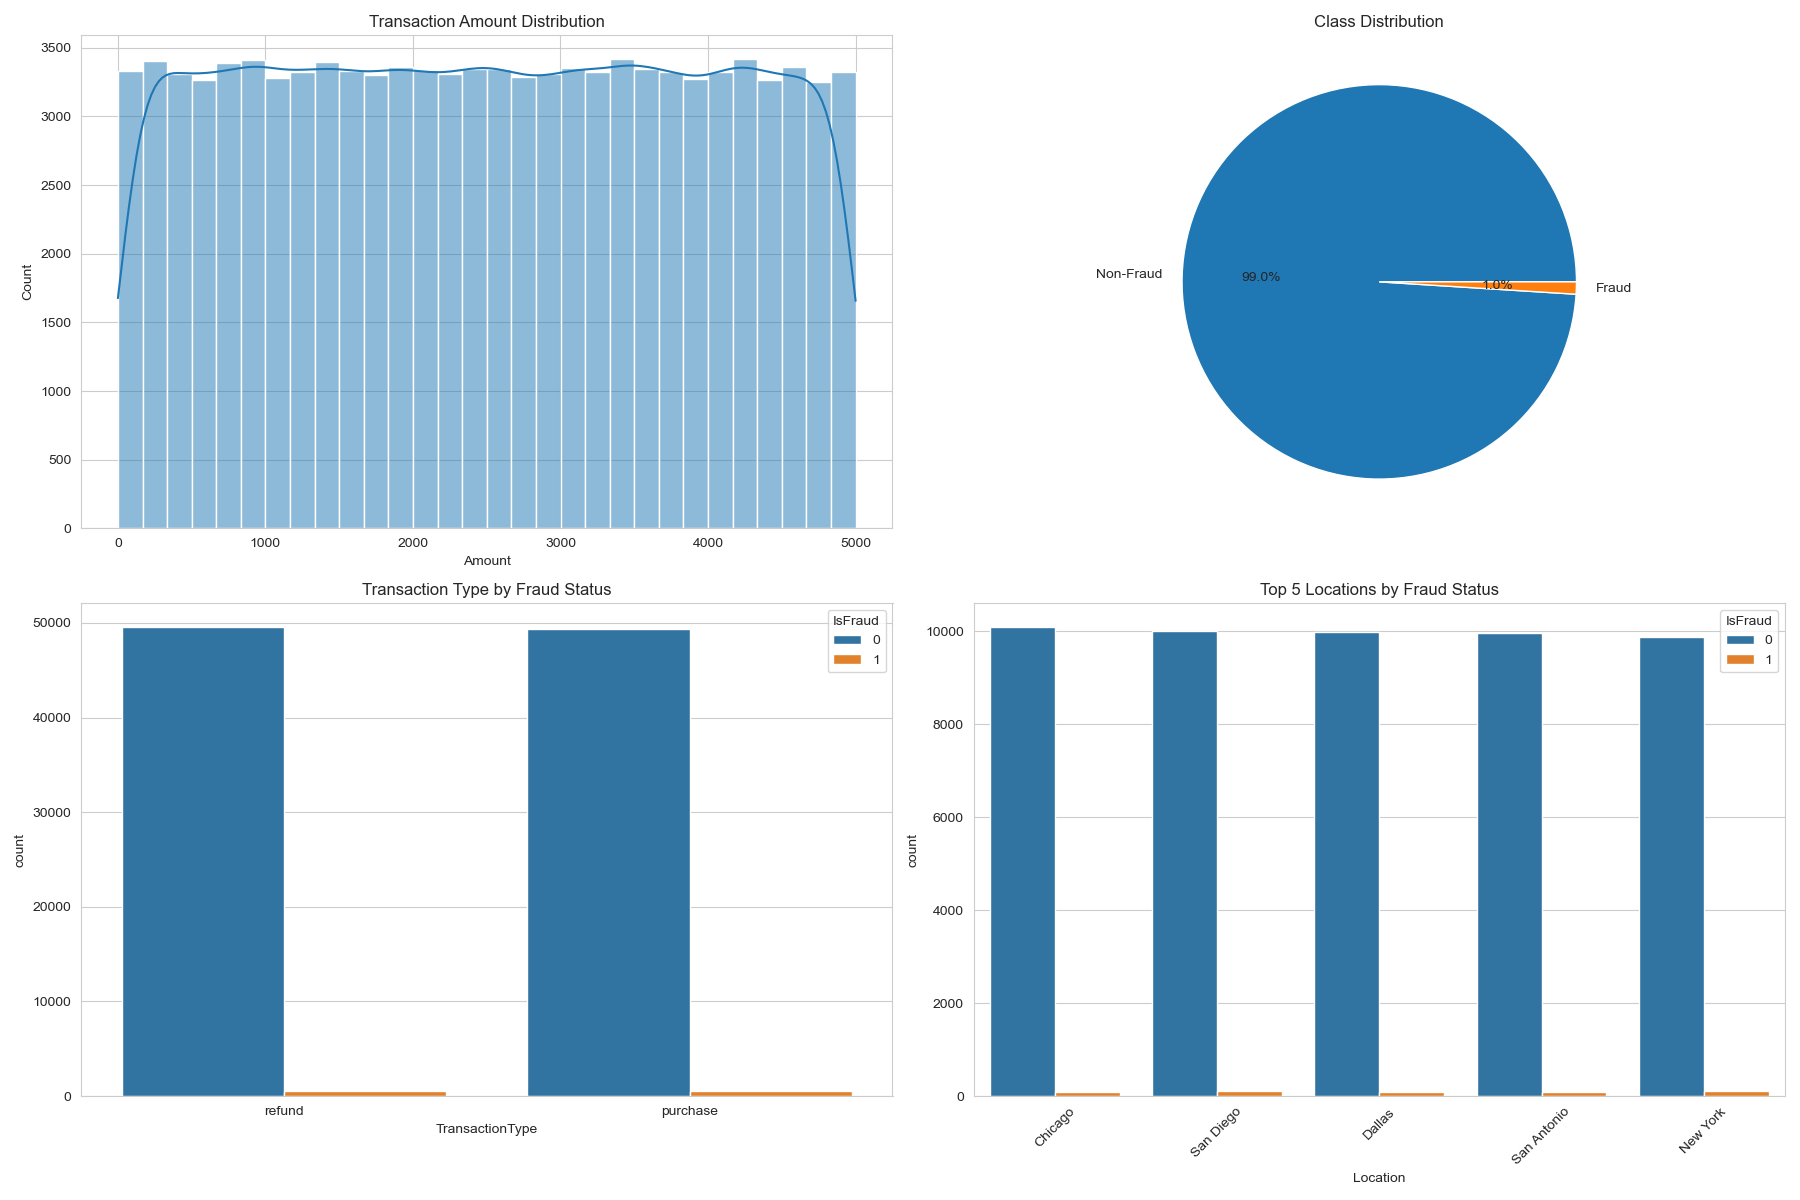 Transaction Amount Distribution
3500
3000
2500
2000
1500
1000
500
0
Count
0 1000 2000 3000 4000 5000
Amount
Class Distribution
Non-Fraud
99.0%
1.0%
Fraud
Transaction Type by Fraud Status
50000
40000
30000
20000
10000
0
count
IsFraud
0
1
refund purchase
TransactionType
Top 5 Locations by Fraud Status
10000
8000
6000
4000
2000
0
count
IsFraud
0
1
Chicago San Diego Dallas San Antonio New York
Location